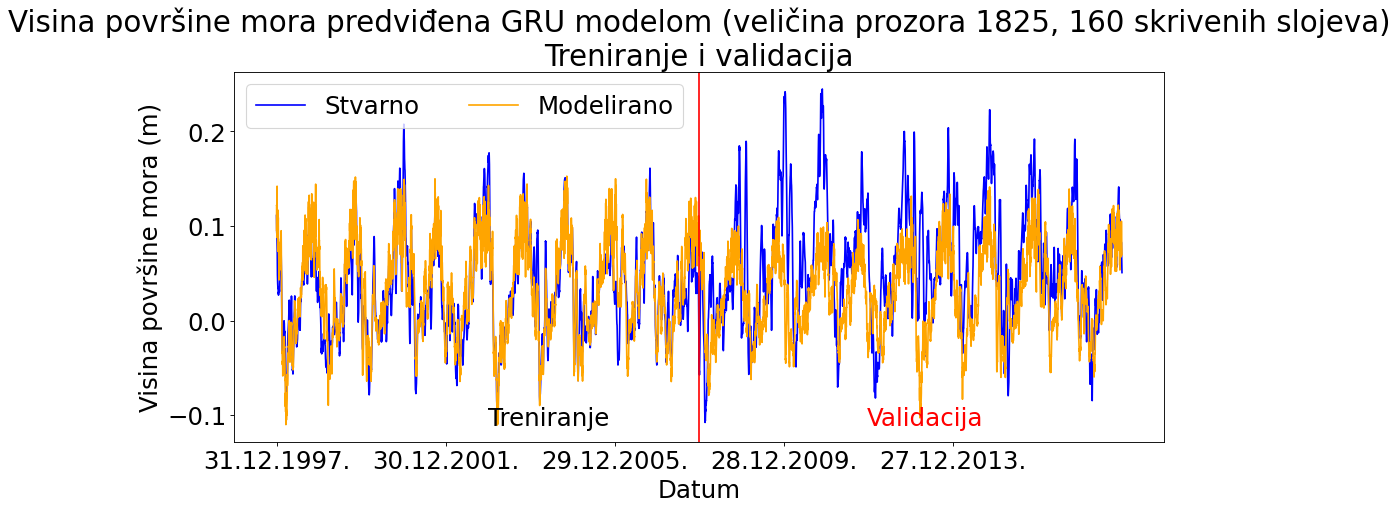 Visina površine mora predviđena GRU modelom (veličina prozora 1825, 160 skrivenih slojeva)
Treniranje i validacija
Stvarno
Modelirano
Visina površine mora (m)
0.2
0.1
0.0
−0.1
Treniranje
Validacija
31.12.1997.
30.12.2001.
29.12.2005.
28.12.2009.
27.12.2013.
Datum